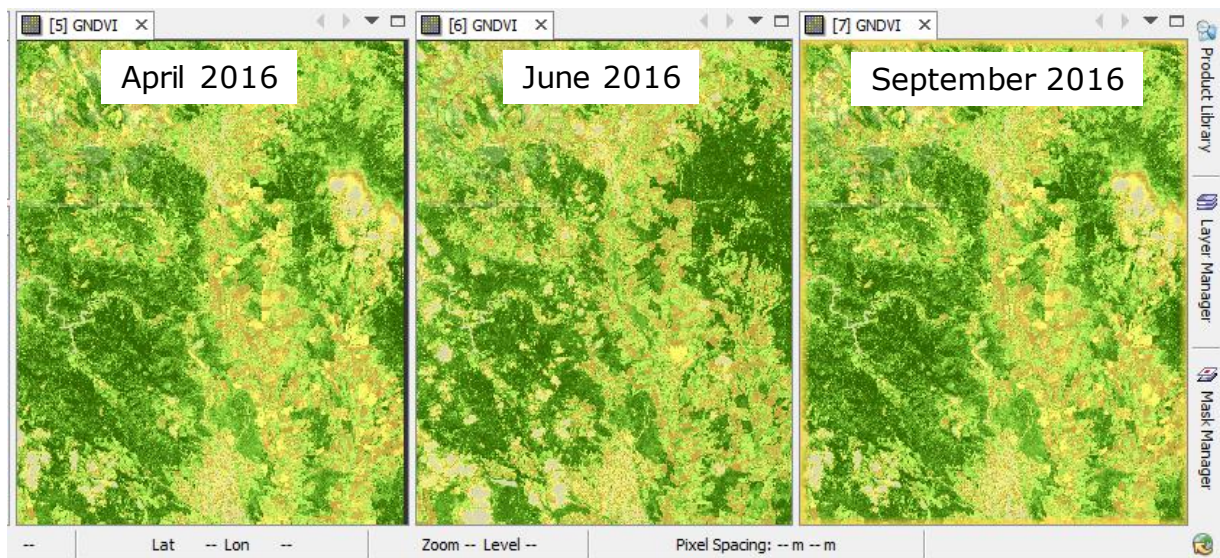 [5] GNDVI
[6] GNDVI
[7] GNDVI
April 2016
June 2016
September 2016
Product Library
Layer Manager
Mask Manager
-- Lat -- Lon -- Zoom -- Level -- Pixel Spacing: -- m -- m